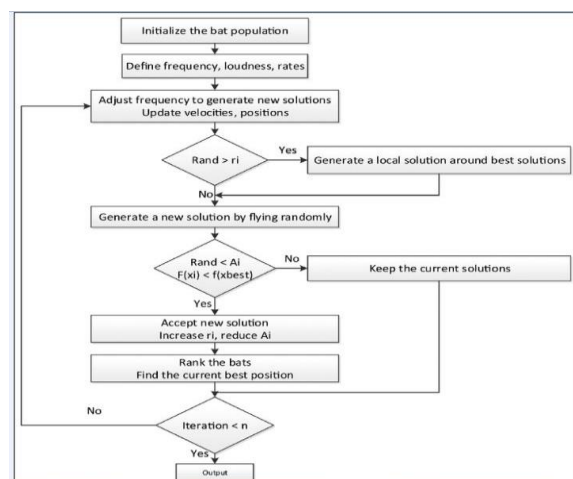 Initialize the bat population
Define frequency, loudness, rates
Adjust frequency to generate new solutions
Update velocities, positions
Rand > ri
Yes
Generate a local solution around best solutions
No
Generate a new solution by flying randomly
Rand < Ai
F(xi) < f(xbest)
No
Keep the current solutions
Yes
Accept new solution
Increase ri, reduce Ai
Rank the bats
Find the current best position
No
Iteration < n
Yes
Output